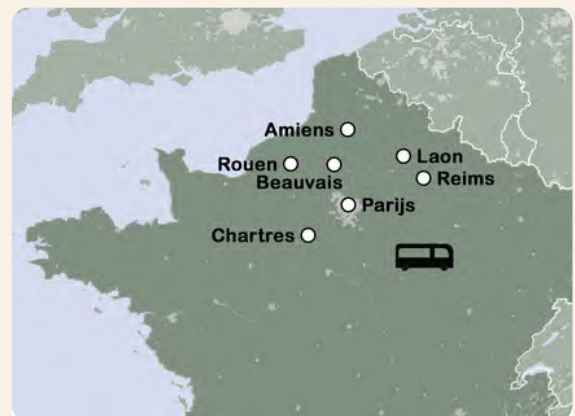 Amiens
Rouen
Laon
Beauvais
Reims
Parijs
Chartres